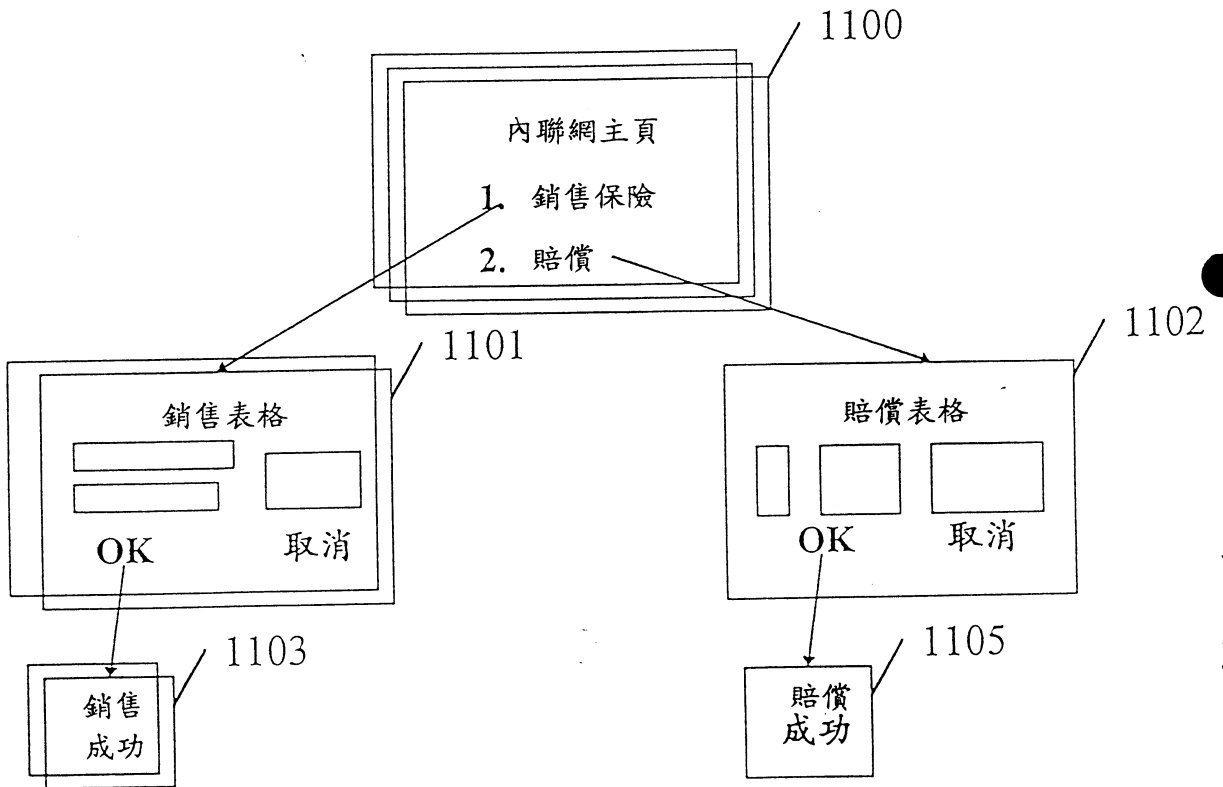 1100
內聯網主頁
1. 銷售保險
2. 賠償
1101
銷售表格
OK 取消
1102
賠償表格
OK 取消
1103
銷售
成功
1105
賠償
成功